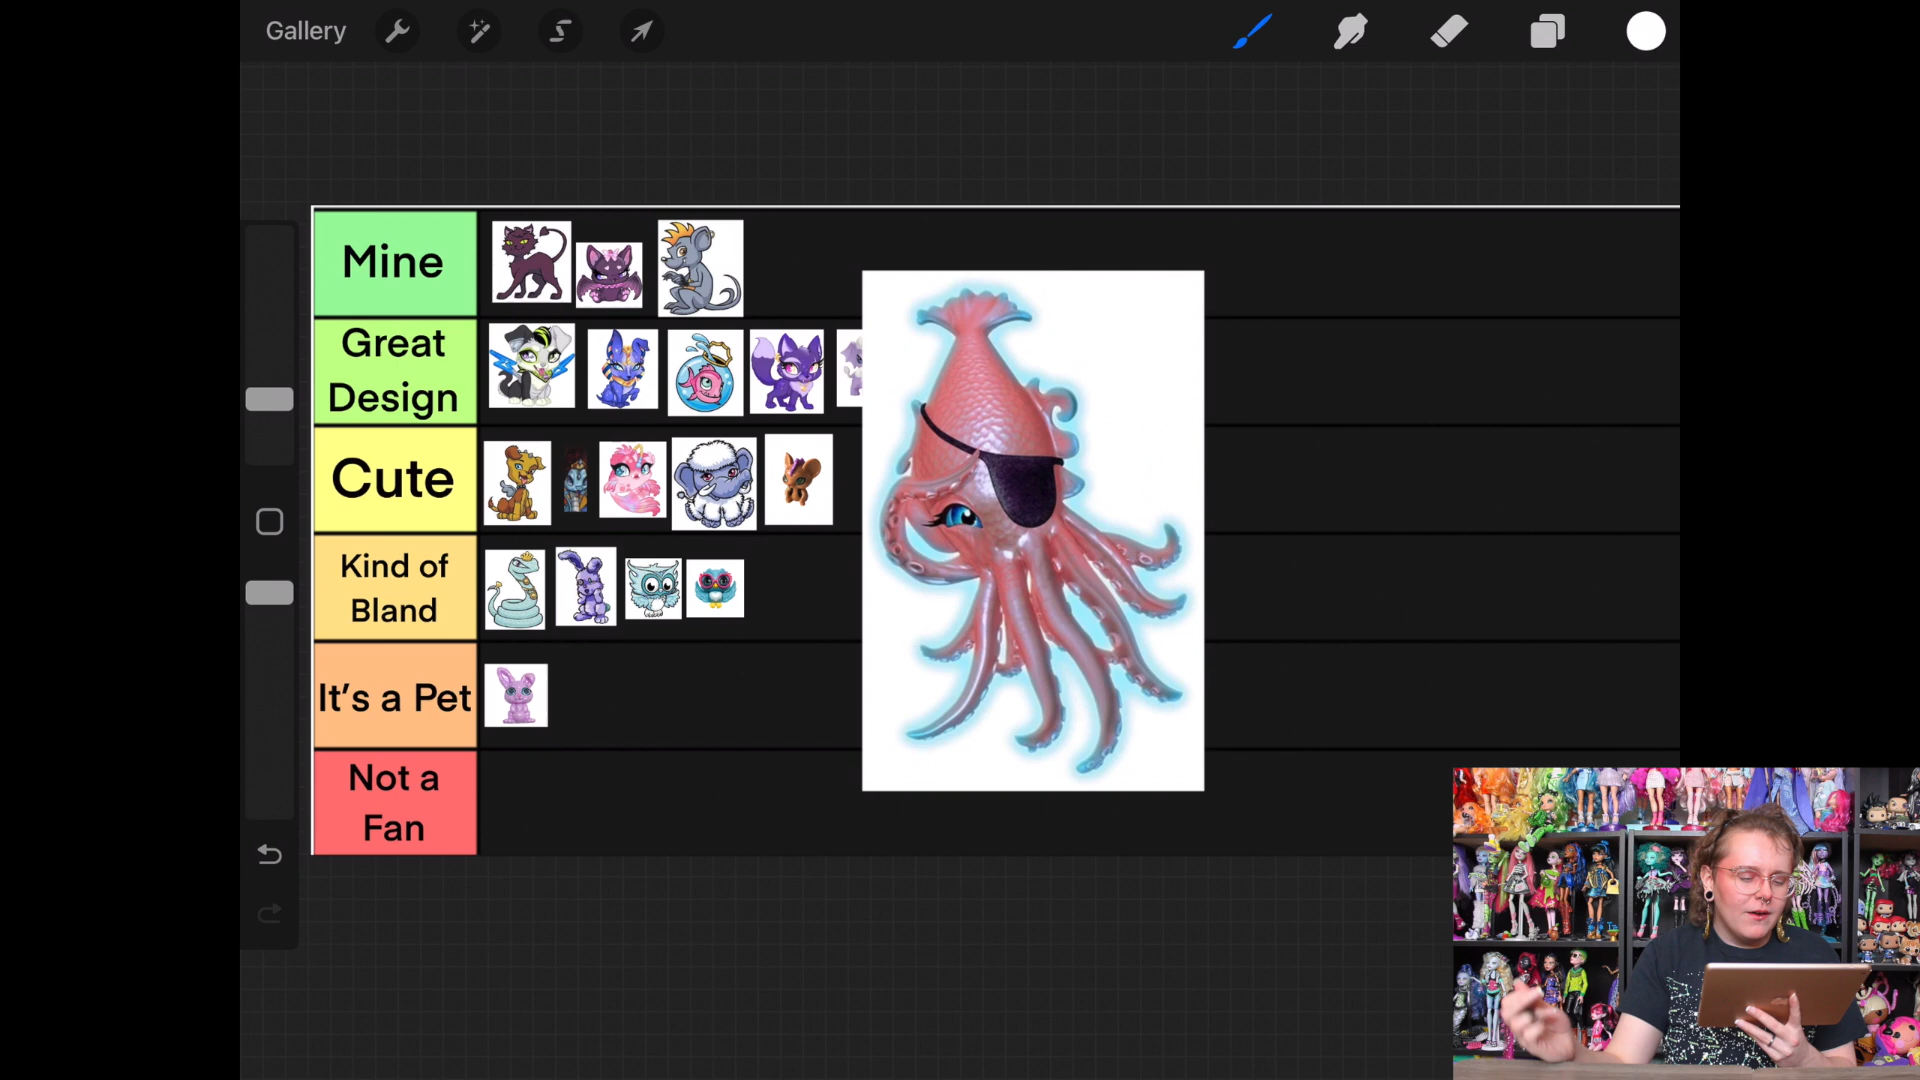 Gallery
Mine
Great
Design
Cute
Kind of
Bland
It's a Pet
Not a
Fan